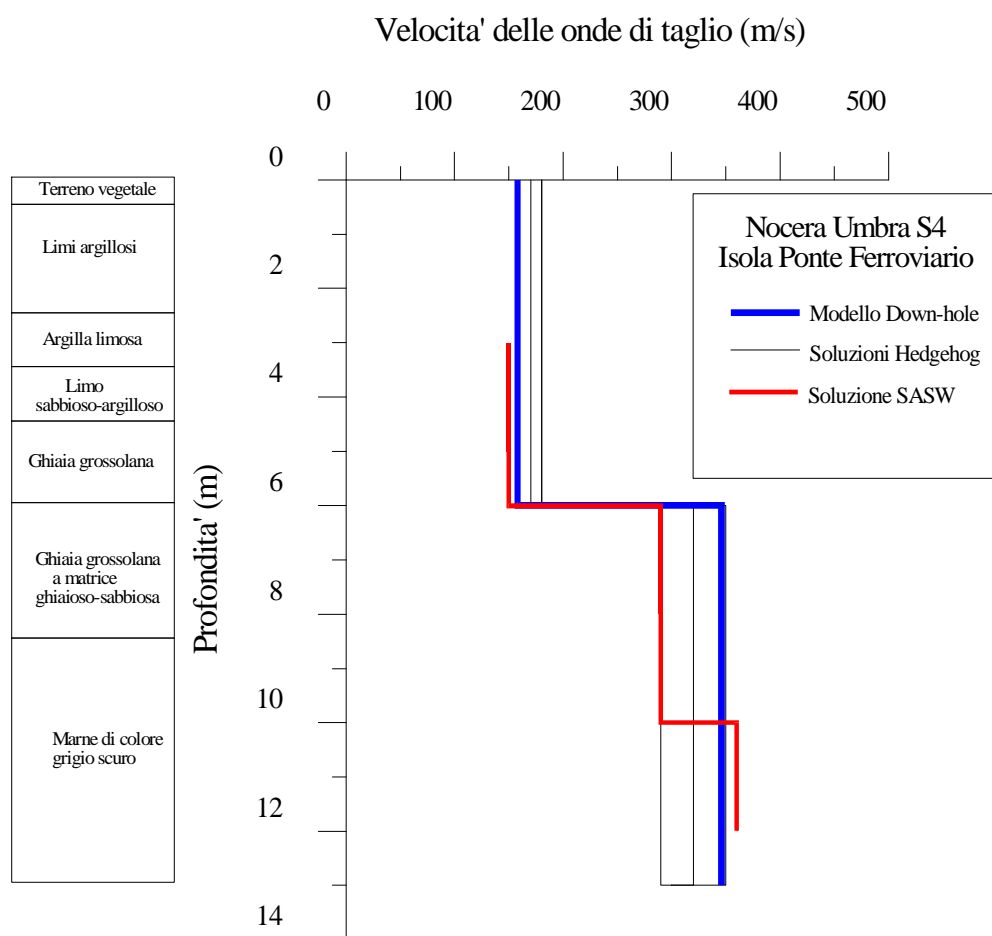 Velocita' delle onde di taglio (m/s)
0 100 200 300 400 500
0
2
4
6
8
10
12
14
Profondita' (m)
Terreno vegetale
Limi argillosi
Argilla limosa
Limo
sabbioso-argilloso
Ghiaia grossolana
Ghiaia grossolana
a matrice
ghiaioso-sabbiosa
Marne di colore
grigio scuro
Nocera Umbra S4
Isola Ponte Ferroviario
Modello Down-hole
Soluzioni Hedgehog
Soluzione SASW